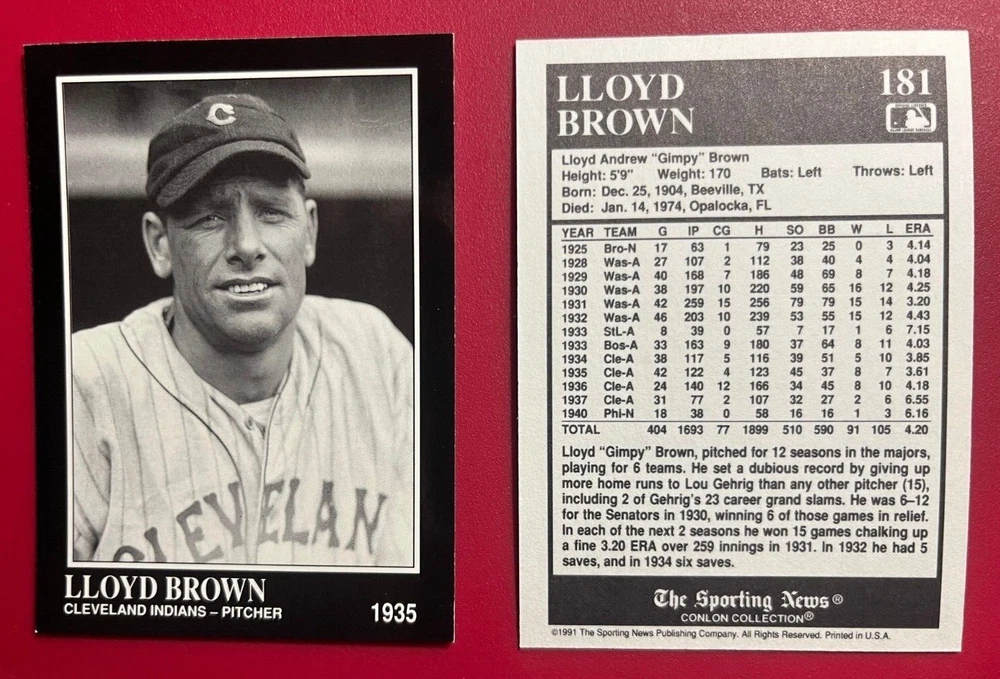 C
CLEVELAN
LLOYD BROWN
CLEVELAND INDIANS – PITCHER
1935
LLOYD
BROWN
181
Lloyd Andrew "Gimpy" Brown
Height: 5'9" Weight: 170 Bats: Left Throws: Left
Born: Dec. 25, 1904, Beeville, TX
Died: Jan. 14, 1974, Opalocka, FL
YEAR TEAM G IP CG H SO BB W L ERA
1925 Bro-N 17 63 1 79 23 25 0 3 4.14
1928 Was-A 27 107 2 112 38 40 4 4 4.04
1929 Was-A 40 168 7 186 48 69 8 7 4.18
1930 Was-A 38 197 10 220 59 65 16 12 4.25
1931 Was-A 42 259 15 256 79 79 15 14 3.20
1932 Was-A 46 203 10 239 53 55 15 12 4.43
1933 StL-A 8 39 0 57 7 17 1 6 7.15
1933 Bos-A 33 163 9 180 37 64 8 11 4.03
1934 Cle-A 38 117 5 116 39 51 5 10 3.85
1935 Cle-A 42 122 4 123 45 37 8 7 3.61
1936 Cle-A 24 140 12 166 34 45 8 10 4.18
1937 Cle-A 31 77 2 107 32 27 2 6 6.55
1940 Phi-N 18 38 0 58 16 16 1 3 6.16
TOTAL 404 1693 77 1899 510 590 91 105 4.20
Lloyd "Gimpy" Brown, pitched for 12 seasons in the majors,
playing for 6 teams. He set a dubious record by giving up
more home runs to Lou Gehrig than any other pitcher (15),
including 2 of Gehrig's 23 career grand slams. He was 6–12
for the Senators in 1930, winning 6 of those games in relief.
In each of the next 2 seasons he won 15 games chalking up
a fine 3.20 ERA over 259 innings in 1931. In 1932 he had 5
saves, and in 1934 six saves.
The Sporting News®
CONLON COLLECTION®
©1991 The Sporting News Publishing Company. All Rights Reserved. Printed in U.S.A.